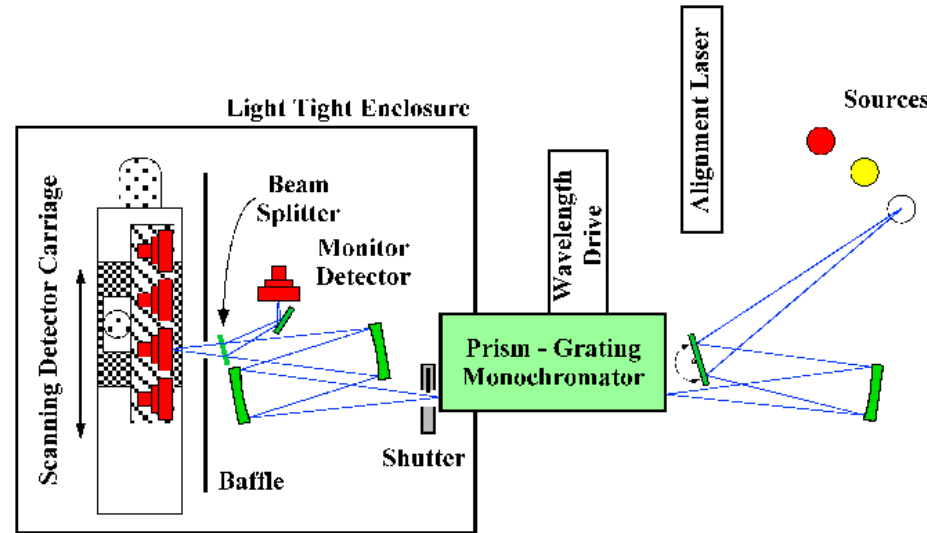 Light Tight Enclosure
Scanning Detector Carriage
Beam
Splitter
Monitor
Detector
Baffle
Shutter
Wavelength
Drive
Prism - Grating
Monochromator
Alignment Laser
Sources